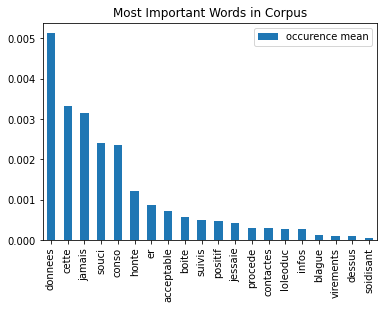 Most Important Words in Corpus
occurence mean
0.005
0.004
0.003
0.002
0.001
0.000
donnees
cette
jamais
souci
conso
honte
er
acceptable
boite
suivis
positif
jessaie
procede
contactes
loleoduc
infos
blague
virements
dessus
soidisant